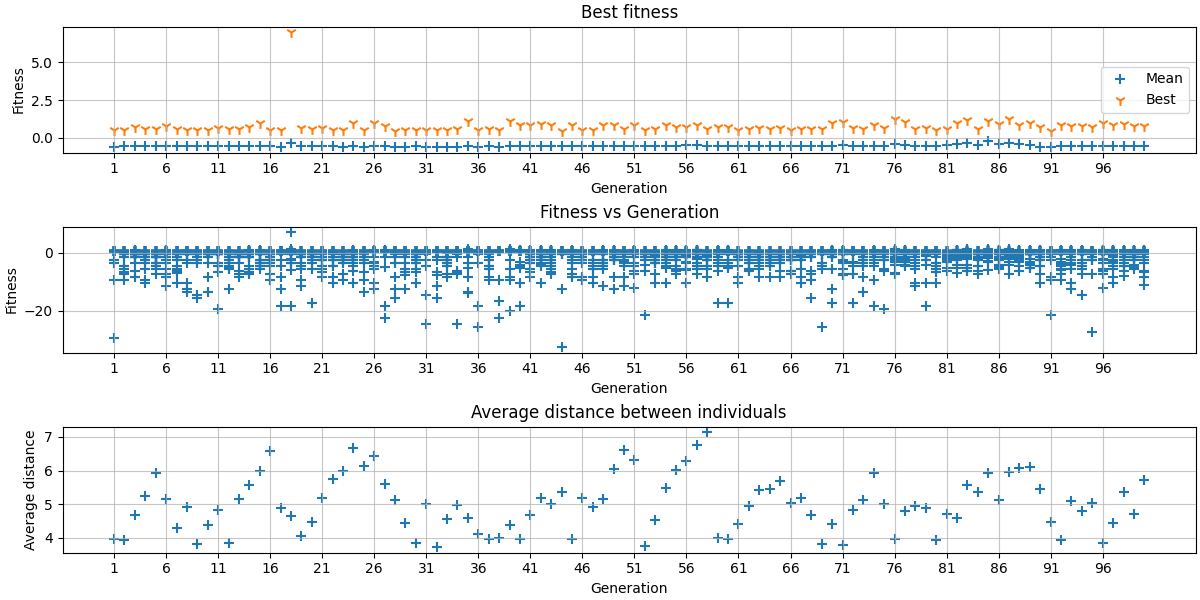 Best fitness
Fitness
5.0
2.5
0.0
Mean
Best
1 6 11 16 21 26 31 36 41 46 51 56 61 66 71 76 81 86 91 96
Generation
Fitness vs Generation
Fitness
0
−20
1 6 11 16 21 26 31 36 41 46 51 56 61 66 71 76 81 86 91 96
Generation
Average distance between individuals
Average distance
7
6
5
4
1 6 11 16 21 26 31 36 41 46 51 56 61 66 71 76 81 86 91 96
Generation